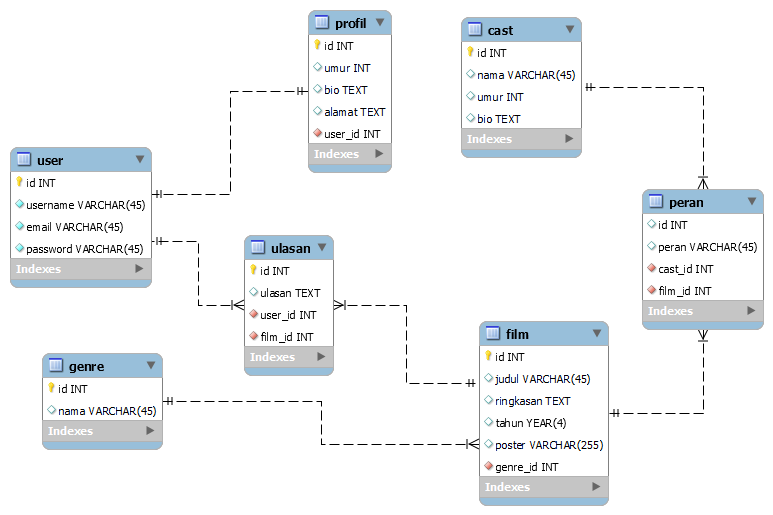 profil
id INT
umur INT
bio TEXT
alamat TEXT
user_id INT
Indexes
cast
id INT
nama VARCHAR(45)
umur INT
bio TEXT
Indexes
user
id INT
username VARCHAR(45)
email VARCHAR(45)
password VARCHAR(45)
Indexes
ulasan
id INT
ulasan TEXT
user_id INT
film_id INT
Indexes
peran
id INT
peran VARCHAR(45)
cast_id INT
film_id INT
Indexes
genre
id INT
nama VARCHAR(45)
Indexes
film
id INT
judul VARCHAR(45)
ringkasan TEXT
tahun YEAR(4)
poster VARCHAR(255)
genre_id INT
Indexes